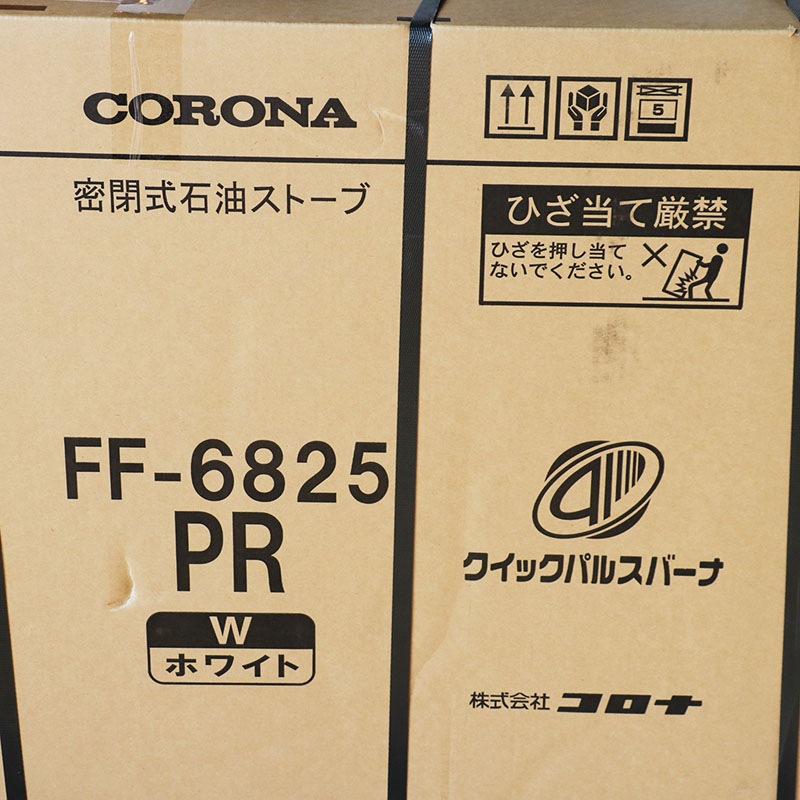 CORONA
密閉式石油ストーブ
FF-6825
PR
W
ホワイト
5
ひざ当て厳禁
ひざを押し当て
ないでください。
クイックパルスバーナ
株式会社 コロナ